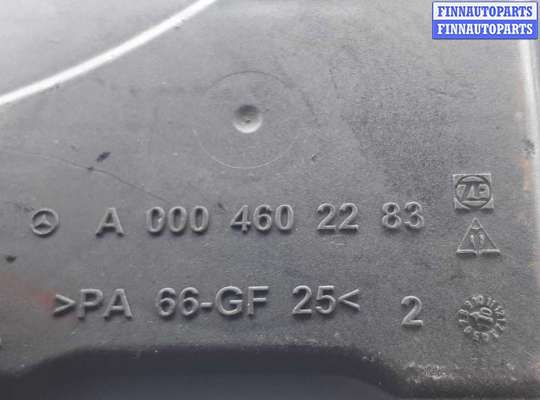 FINNAUTOPARTS
FINNAUTOPARTS
A 000 460 22 83
ZF
>PA 66-GF 25< 2